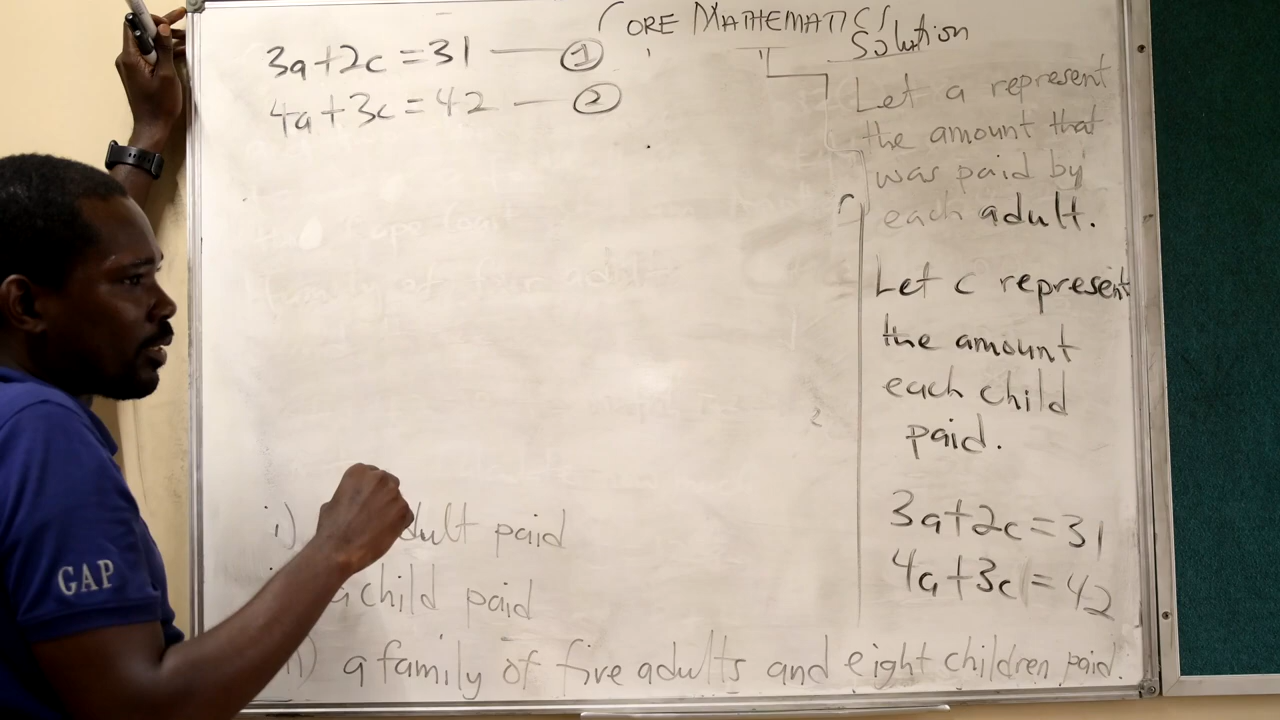 CORE MATHEMATICS
3a+2c=31 — ①
4a+3c=42 — ②
Solution
Let a represent
the amount that
was paid by
each adult.
Let c represent
the amount
each child
paid.
3a+2c=31
4a+3c=42
i) adult paid
a child paid
a family of five adults and eight children paid.
GAP